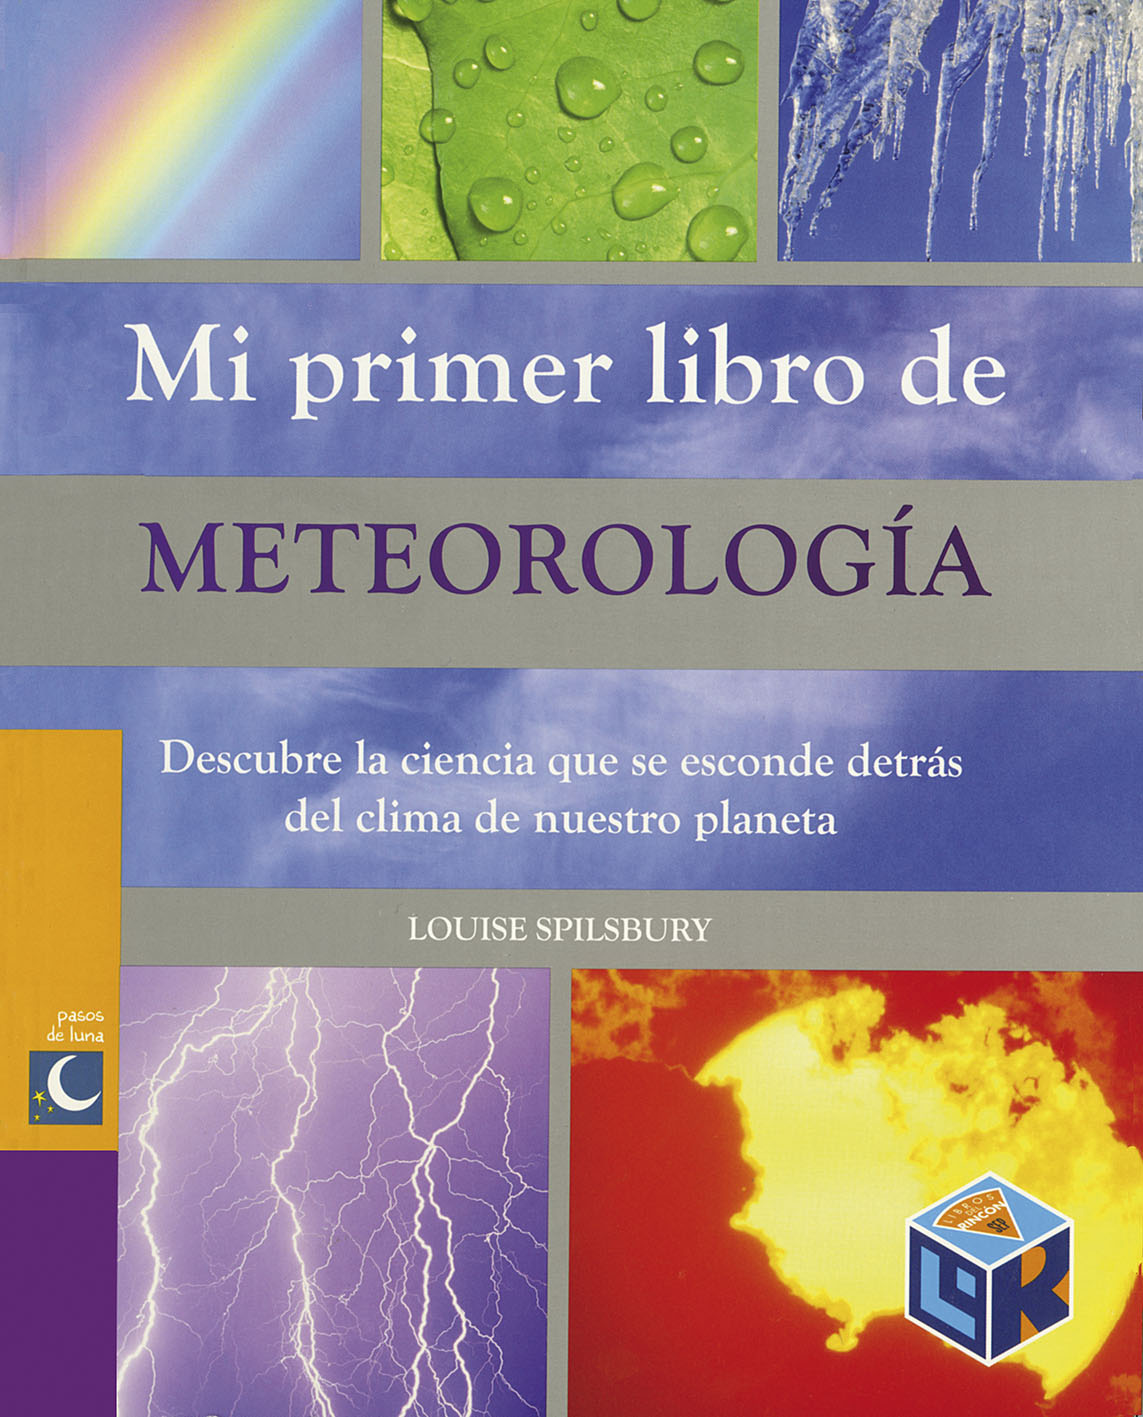 Mi primer libro de
METEOROLOGÍA
Descubre la ciencia que se esconde detrás
del clima de nuestro planeta
LOUISE SPILSBURY
pasos
de luna
LIBROS
DEL
RINCÓN
SEP
LR